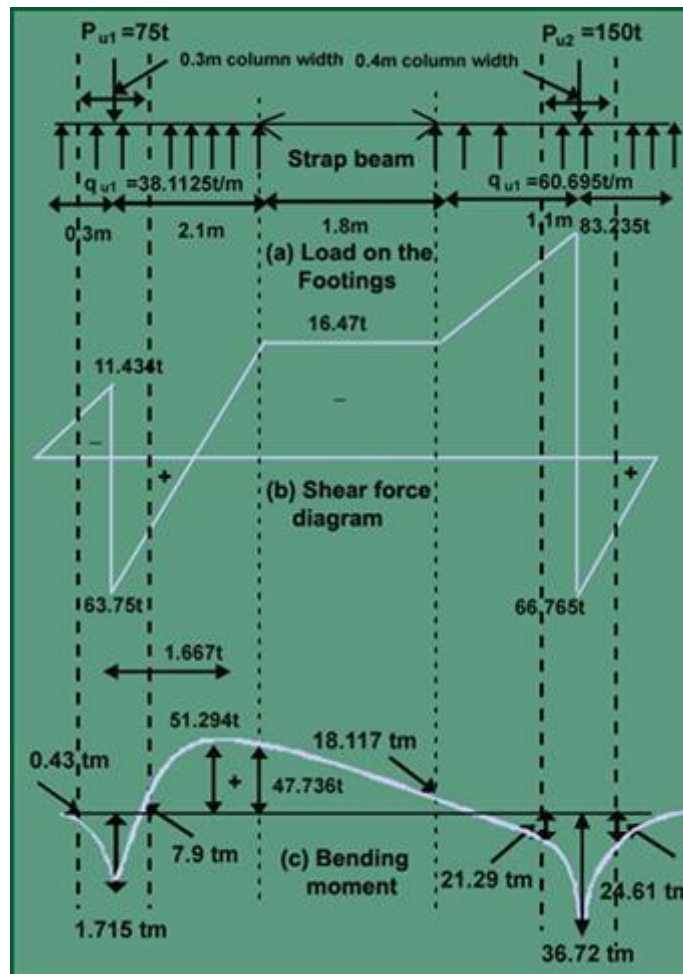 P u1 =75t
P u2 =150t
0.3m column width
0.4m column width
Strap beam
q u1 =38.1125t/m
q u1 =60.695t/m
0.3m
2.1m
1.8m
1.1m
83.235t
(a) Load on the
Footings
16.47t
11.434t
–
–
+
+
(b) Shear force
diagram
63.75t
66.765t
1.667t
51.294t
18.117 tm
0.43 tm
+
47.736t
7.9 tm
(c) Bending
moment
21.29 tm
24.61 tm
1.715 tm
36.72 tm